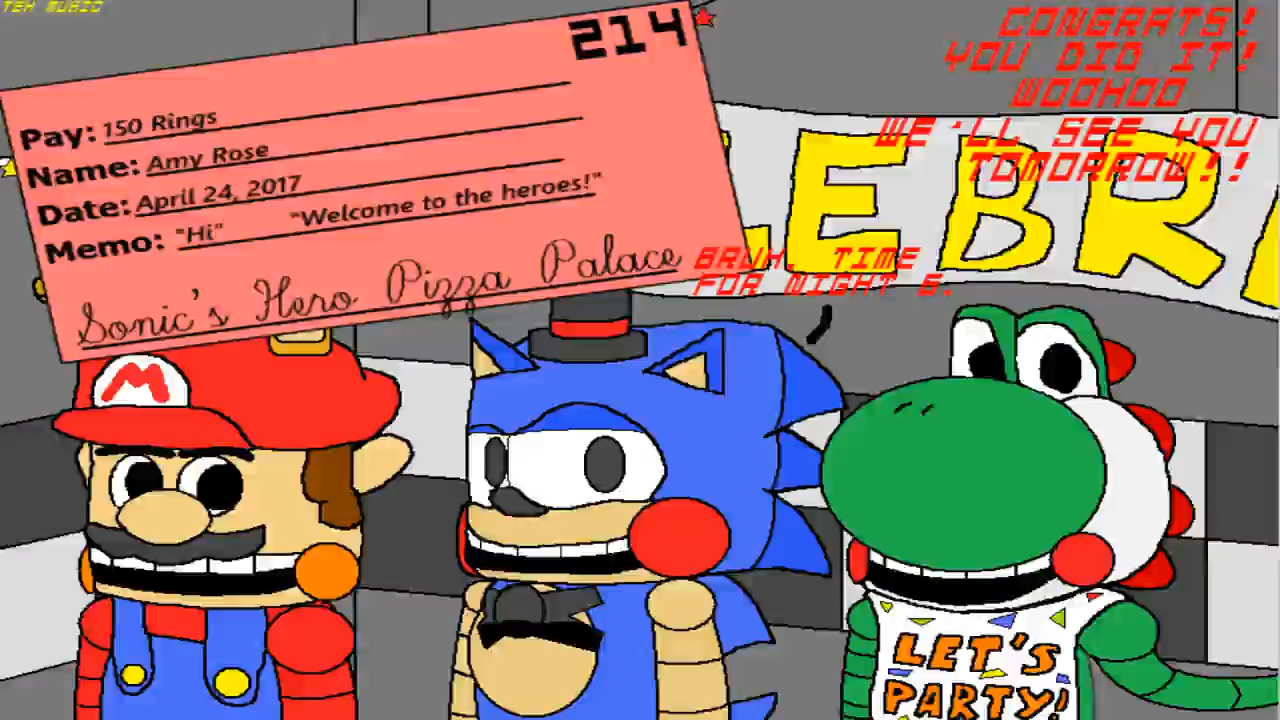 TEH MUSIC
214
Pay: 150 Rings
Name: Amy Rose
Date: April 24, 2017
Memo: "Hi" "Welcome to the heroes!"
Sonic's Hero Pizza Palace
CONGRATS!
YOU DID IT!
WOOHOO
WE'LL SEE YOU
TOMORROW!!
LEBR
BRUH, TIME
FOR NIGHT 6.
M
LET'S
PARTY!